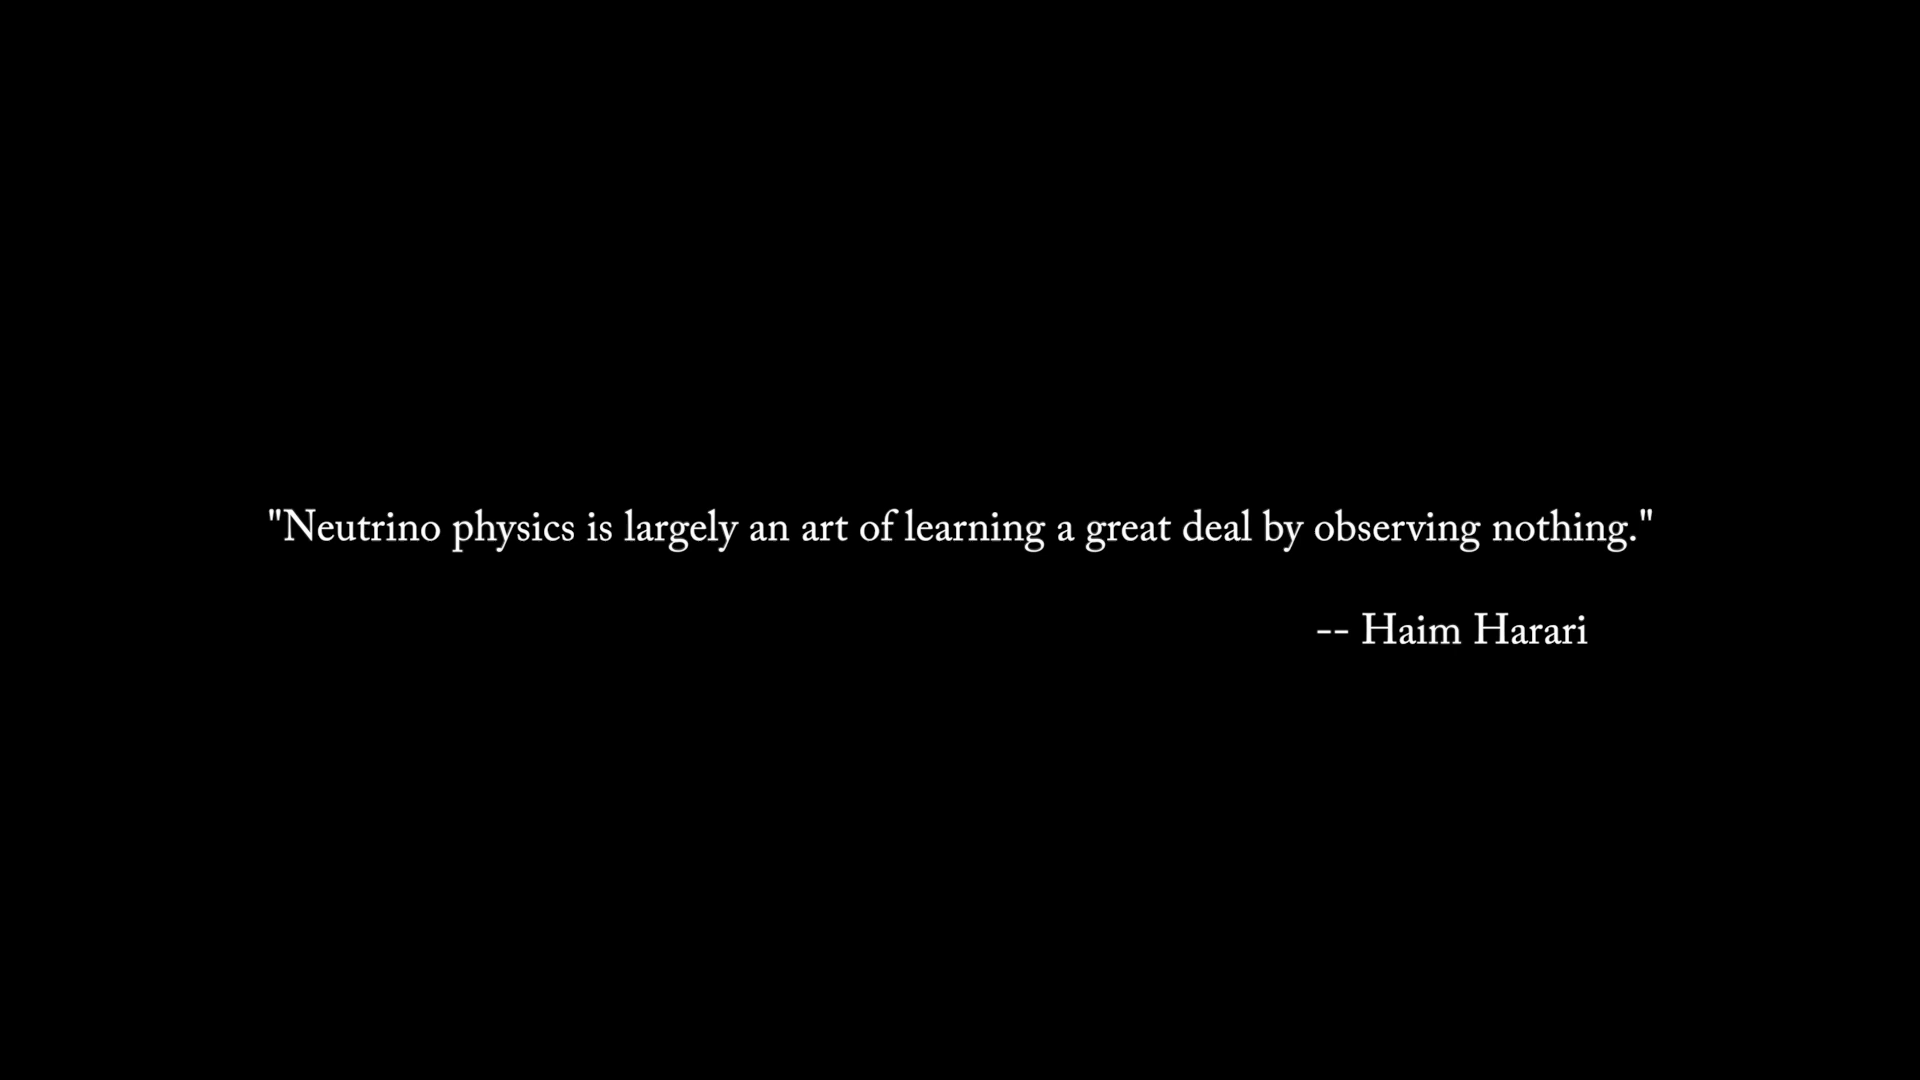 "Neutrino physics is largely an art of learning a great deal by observing nothing."
-- Haim Harari